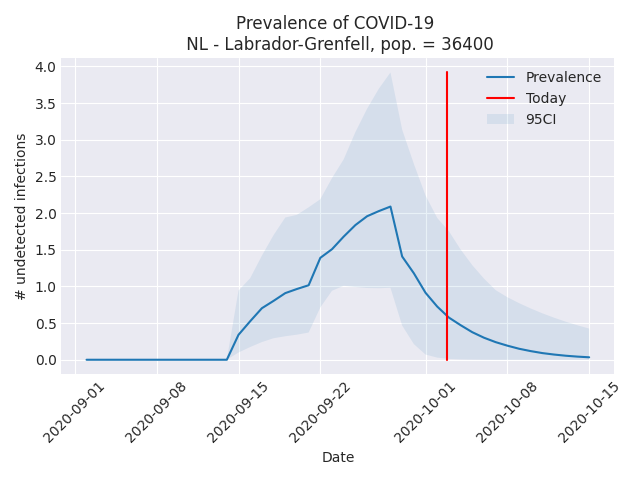 Prevalence of COVID-19
NL - Labrador-Grenfell, pop. = 36400
4.0
3.5
3.0
2.5
2.0
1.5
1.0
0.5
0.0
# undetected infections
Prevalence
Today
95CI
2020-09-01
2020-09-08
2020-09-15
2020-09-22
2020-10-01
2020-10-08
2020-10-15
Date